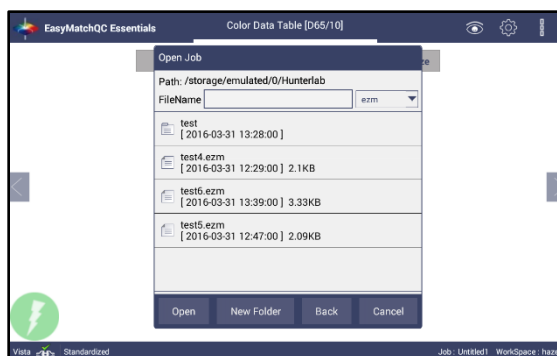 EasyMatchQC Essentials
Color Data Table [D65/10]
Open Job
Path: /storage/emulated/0/Hunterlab
FileName
ezm
test
[ 2016-03-31 13:28:00 ]
test4.ezm
[ 2016-03-31 12:29:00 ] 2.1KB
test6.ezm
[ 2016-03-31 13:39:00 ] 3.33KB
test5.ezm
[ 2016-03-31 12:47:00 ] 2.09KB
Open New Folder Back Cancel
Vista Standardized Job : Untitled1 WorkSpace : haze